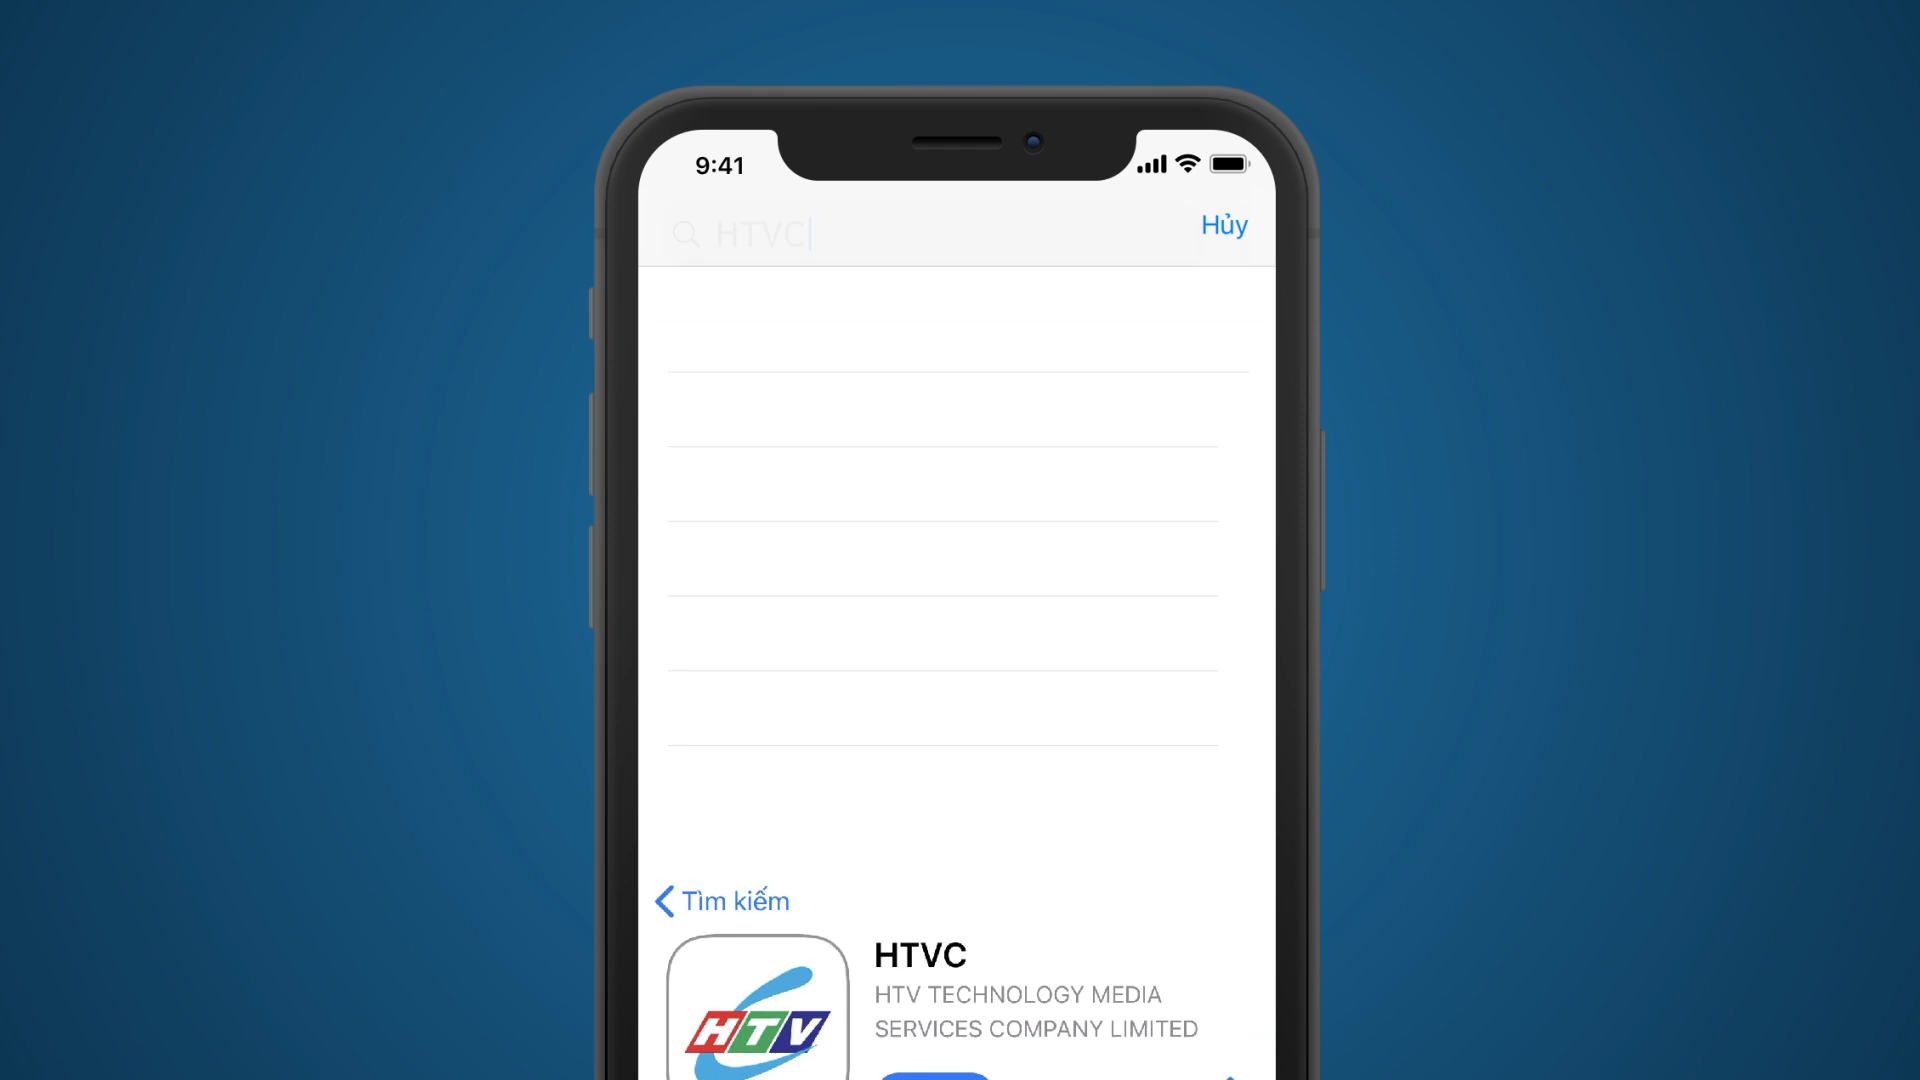 9:41
HTVC
Hủy
Tìm kiếm
HTVC
HTV TECHNOLOGY MEDIA
SERVICES COMPANY LIMITED
HTV